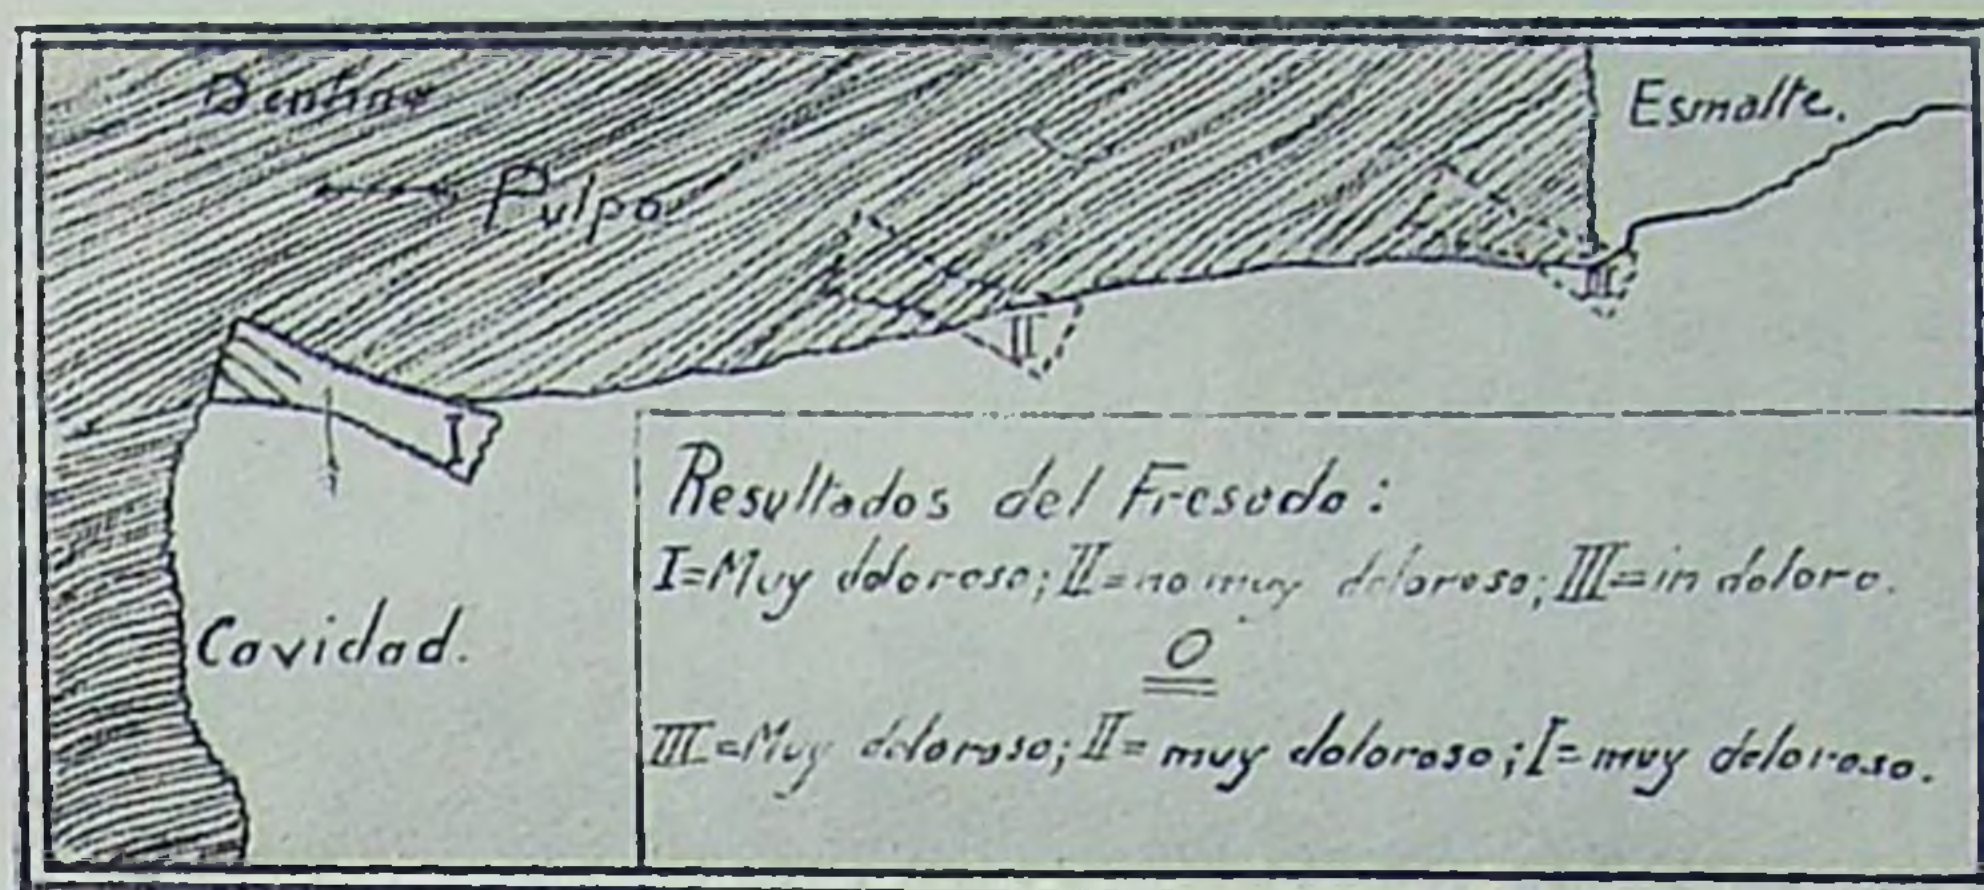 Dentina
Esmalte.
Pulpa
II
III
I
Resultados del Fresado:
I=Muy doloroso; II=no muy doloroso; III=indoloro.
O
Cavidad.
III=Muy doloroso; II=muy doloroso; I=muy doloroso.